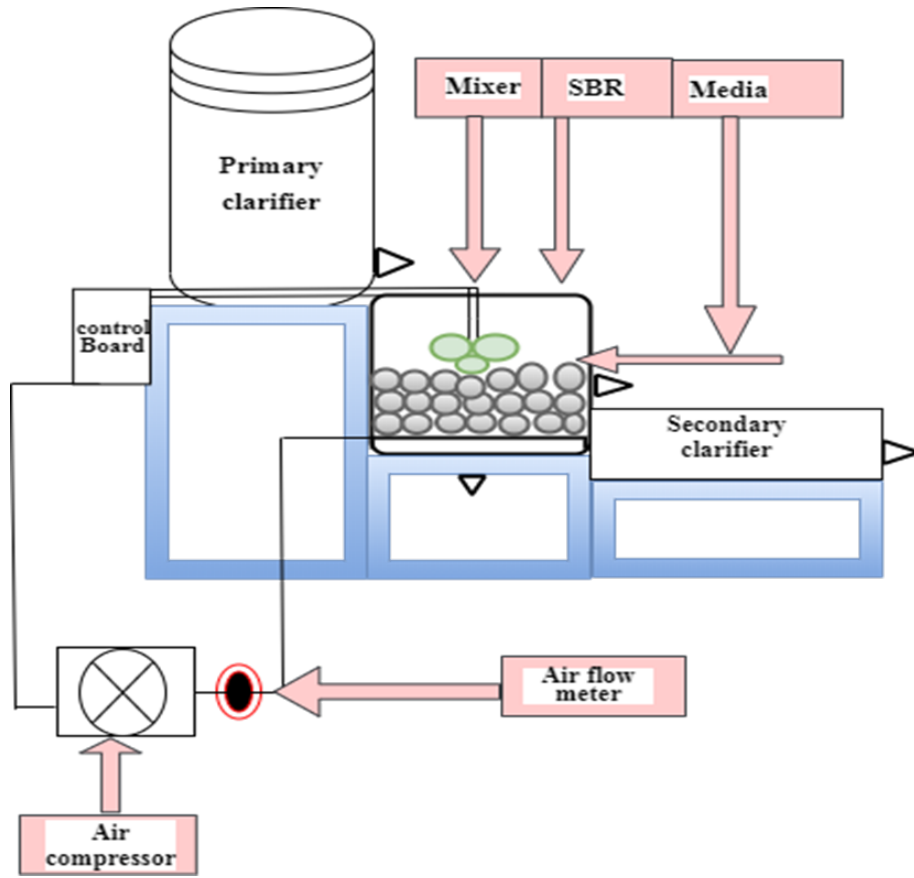 Primary
clarifier
Mixer
SBR
Media
control
Board
Secondary
clarifier
Air flow
meter
Air
compressor